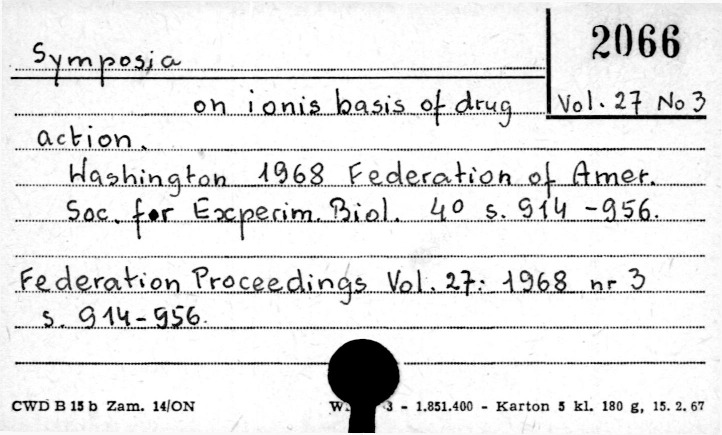 2066
Symposia
on ionis basis of drug
Vol. 27 No 3
action.
Washington 1968 Federation of Amer.
Soc. for Experim. Biol. 4° s. 914-956.
Federation Proceedings Vol. 27: 1968 nr 3
s. 914-956.
CWD B 15 b Zam. 14/ON
3 - 1.851.400 - Karton 5 kl. 180 g, 15. 2. 67